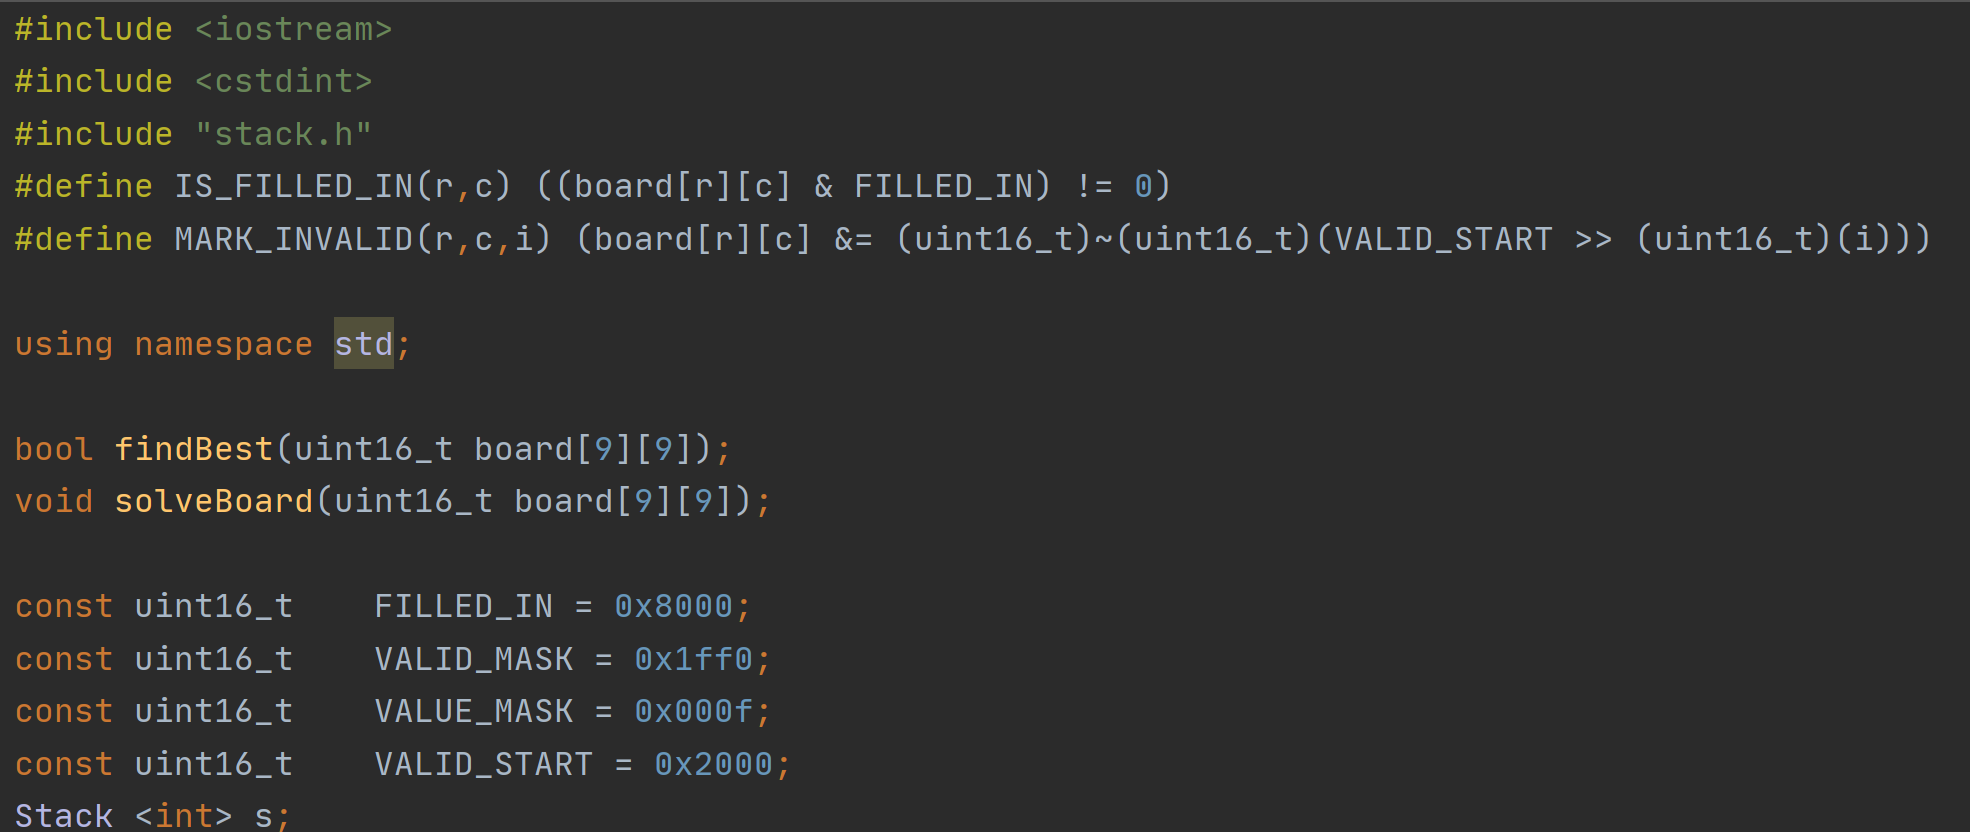 #include <iostream>
#include <cstdint>
#include "stack.h"
#define IS_FILLED_IN(r,c) ((board[r][c] & FILLED_IN) != 0)
#define MARK_INVALID(r,c,i) (board[r][c] &= (uint16_t)~(uint16_t)(VALID_START >> (uint16_t)(i)))
using namespace std;
bool findBest(uint16_t board[9][9]);
void solveBoard(uint16_t board[9][9]);
const uint16_t    FILLED_IN = 0x8000;
const uint16_t    VALID_MASK = 0x1ff0;
const uint16_t    VALUE_MASK = 0x000f;
const uint16_t    VALID_START = 0x2000;
Stack <int> s;